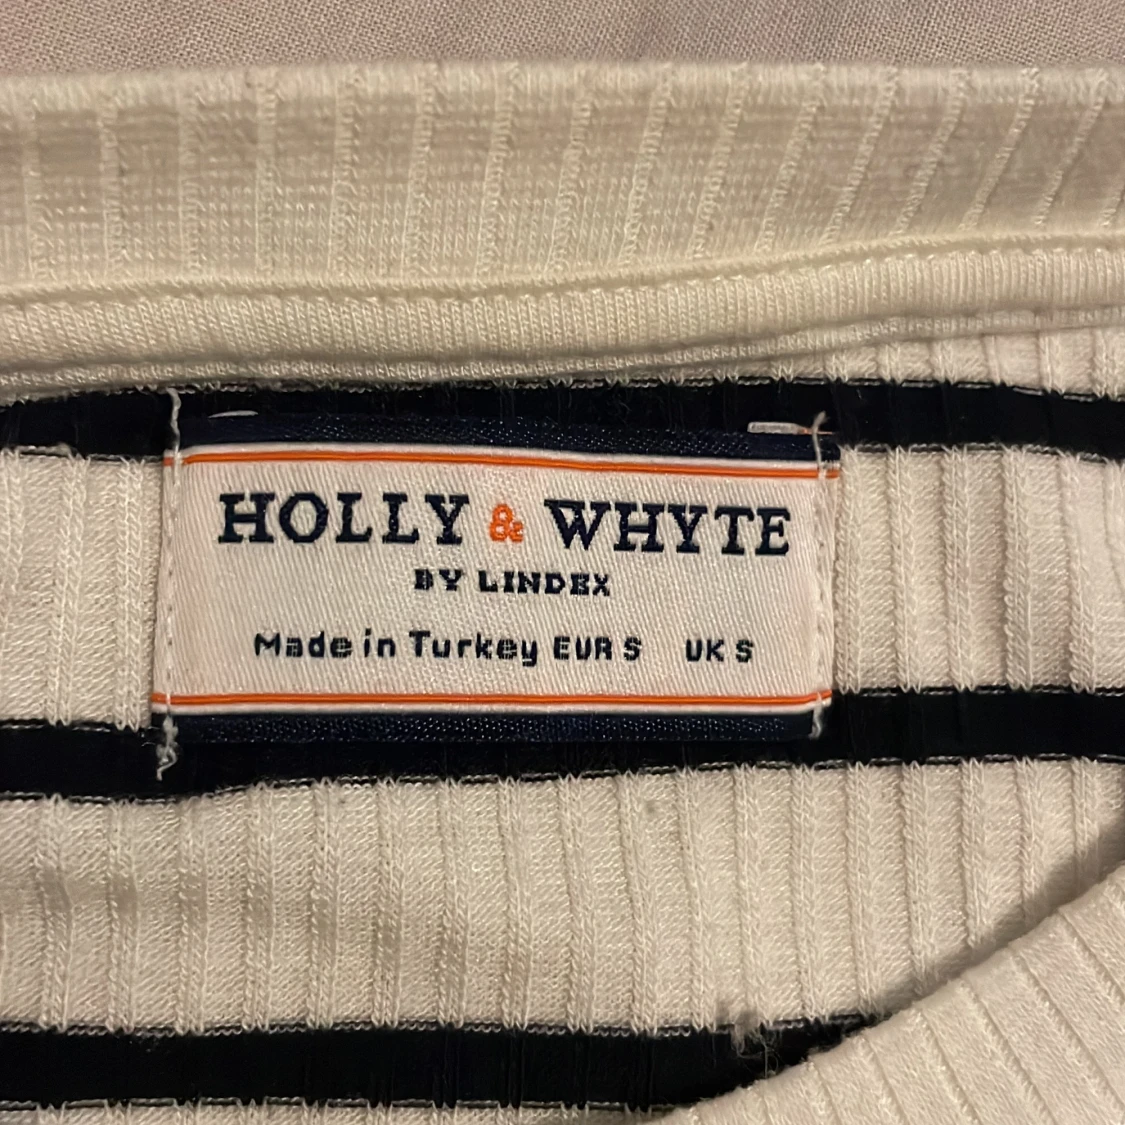 HOLLY & WHYTE
BY LINDEX
Made in Turkey EUR S UK S